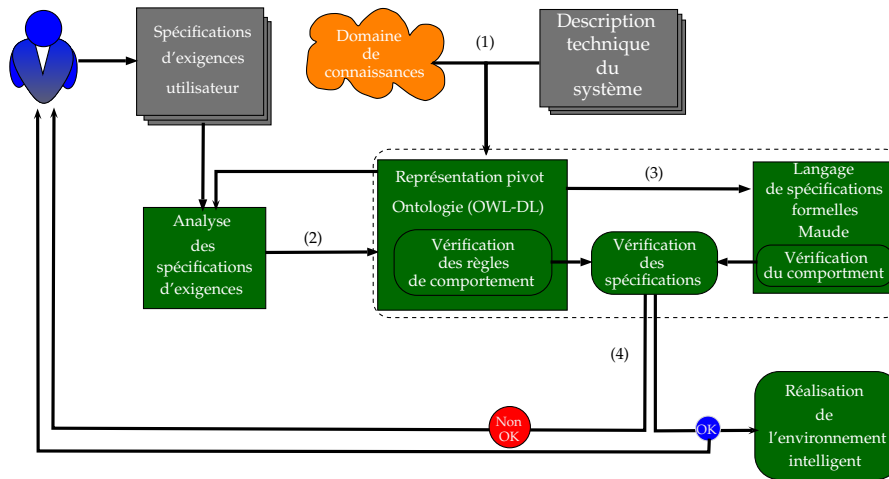 Spécifications
d'exigences
utilisateur
Domaine
de
connaissances
(1)
Description
technique
du
système
Analyse
des
spécifications
d'exigences
(2)
Représentation pivot
Ontologie (OWL-DL)
Vérification
des règles
de comportement
(3)
Vérification
des
spécifications
Langage
de spécifications
formelles
Maude
Vérification
du comportment
(4)
Non
OK
OK
Réalisation
de
l'environnement
intelligent